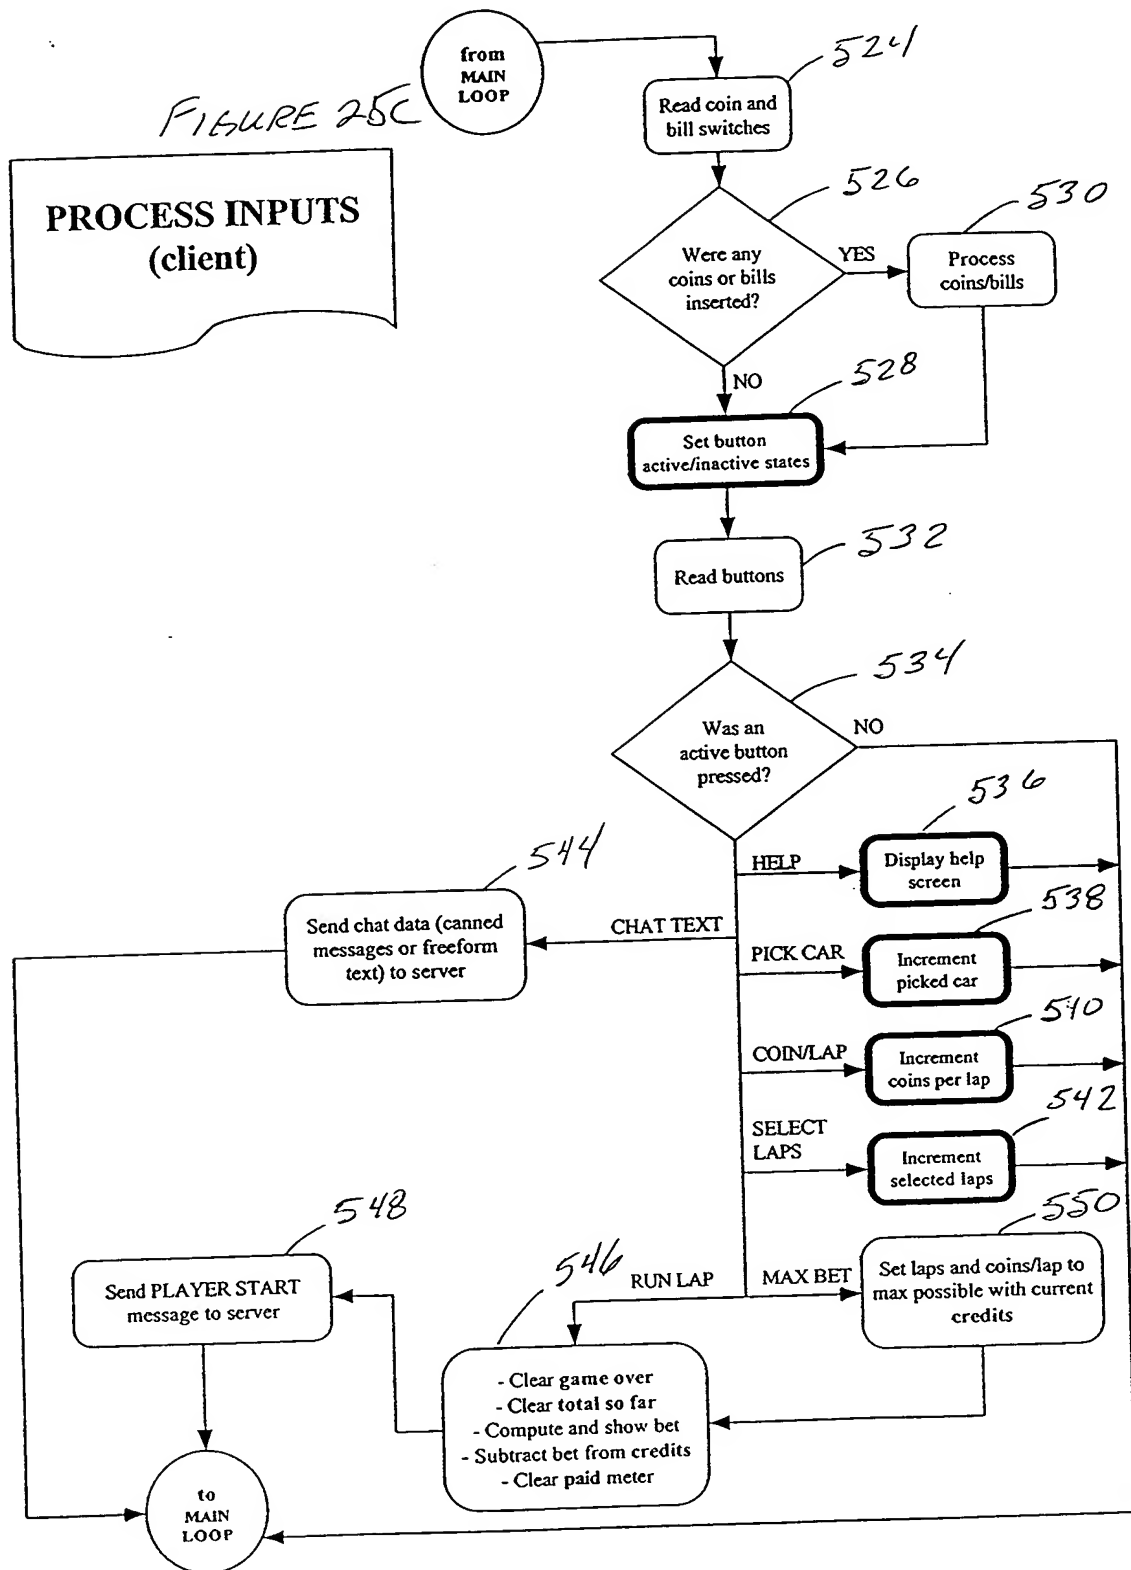 from
MAIN
LOOP
524
FIGURE 25C
Read coin and
bill switches
PROCESS INPUTS
(client)
526
530
Were any
coins or bills
inserted?
YES
Process
coins/bills
NO
528
Set button
active/inactive states
532
Read buttons
534
Was an
active button
pressed?
NO
536
HELP
Display help
screen
544
Send chat data (canned
messages or freeform
text) to server
CHAT TEXT
538
PICK CAR
Increment
picked car
540
COIN/LAP
Increment
coins per lap
542
SELECT
LAPS
Increment
selected laps
548
Send PLAYER START
message to server
546
RUN LAP
MAX BET
550
Set laps and coins/lap to
max possible with current
credits
- Clear game over
- Clear total so far
- Compute and show bet
- Subtract bet from credits
- Clear paid meter
to
MAIN
LOOP